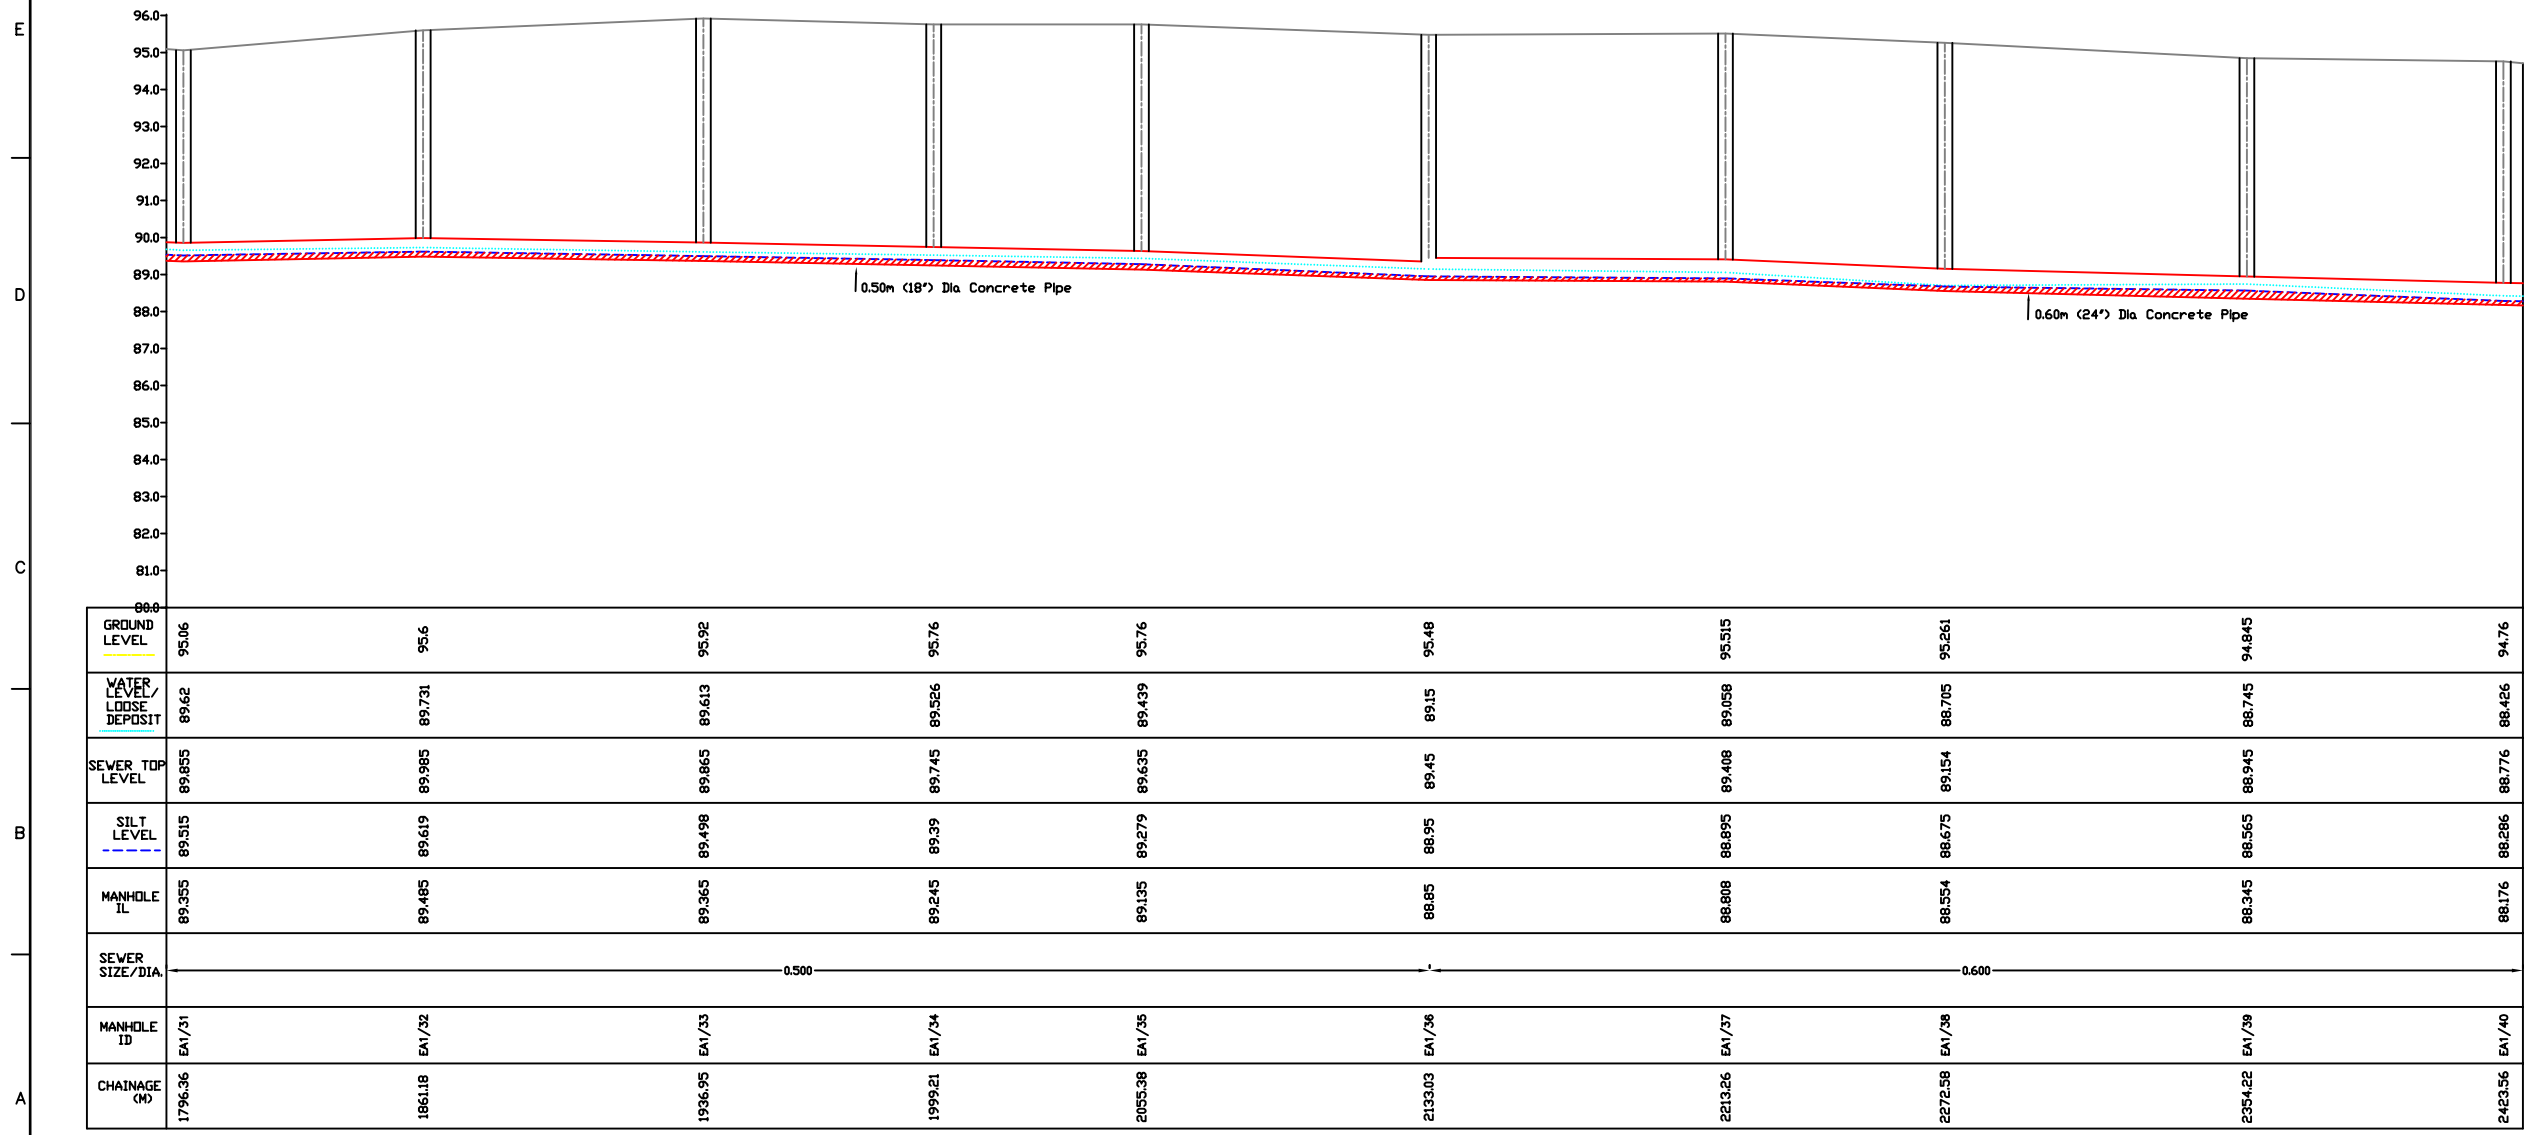 E
D
C
B
A
96.0
95.0
94.0
93.0
92.0
91.0
90.0
89.0
88.0
87.0
86.0
85.0
84.0
83.0
82.0
81.0
80.0
0.50m (18") Dia Concrete Pipe
0.60m (24") Dia Concrete Pipe
GROUND
LEVEL
95.06 95.6 95.92 95.76 95.76 95.48 95.515 95.261 94.845 94.76
WATER
LEVEL/
LOOSE
DEPOSIT
89.62 89.731 89.613 89.526 89.439 89.15 89.058 88.705 88.745 88.426
SEWER TOP
LEVEL
89.855 89.985 89.865 89.745 89.635 89.45 89.408 89.154 88.945 88.776
SILT
LEVEL
89.515 89.619 89.498 89.39 89.279 88.95 88.895 88.675 88.565 88.286
MANHOLE
IL
89.355 89.485 89.365 89.245 89.135 88.85 88.808 88.554 88.345 88.176
SEWER
SIZE/DIA.
0.500 0.600
MANHOLE
ID
EA1/31 EA1/32 EA1/33 EA1/34 EA1/35 EA1/36 EA1/37 EA1/38 EA1/39 EA1/40
CHAINAGE
(M)
1796.36 1861.18 1936.95 1999.21 2055.38 2133.03 2213.26 2272.58 2354.22 2423.56